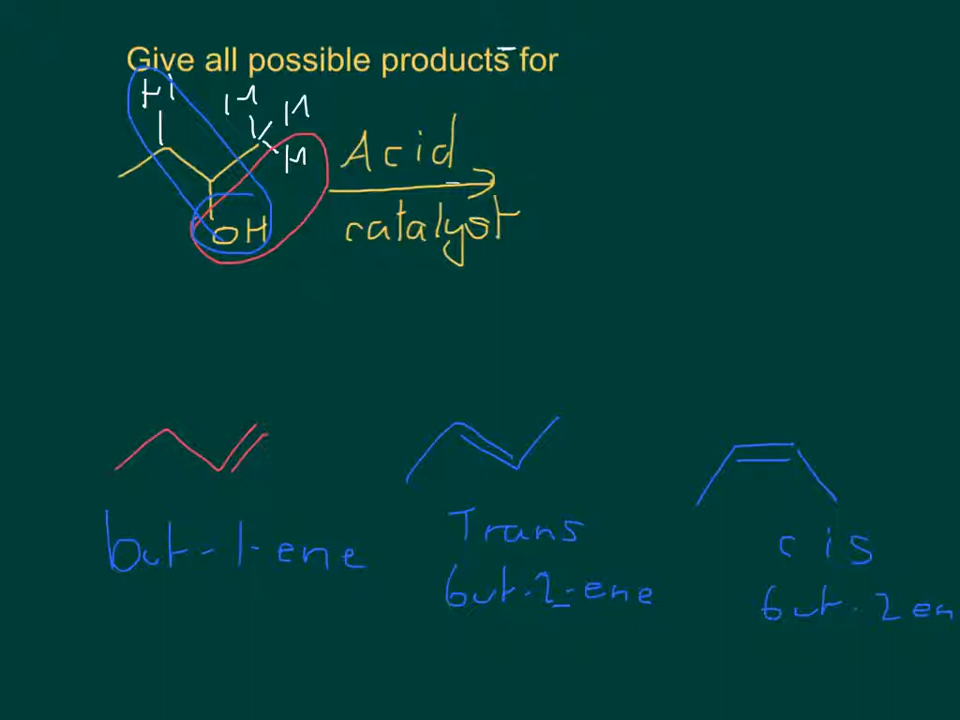 Give all possible products for
H
H H
H
OH
Acid
catalyst
but-1-ene
Trans
but-2-ene
cis
but-2en